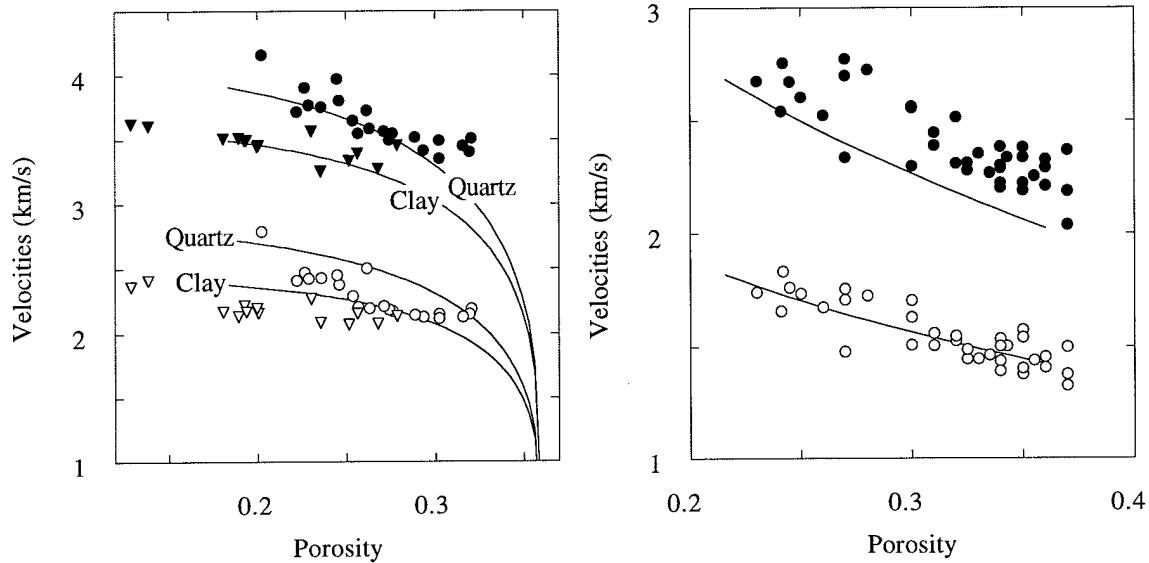 4
3
2
1
Velocities (km/s)
Quartz
Clay
Quartz
Clay
0.2
0.3
Porosity
3
2
1
Velocities (km/s)
0.2
0.3
0.4
Porosity